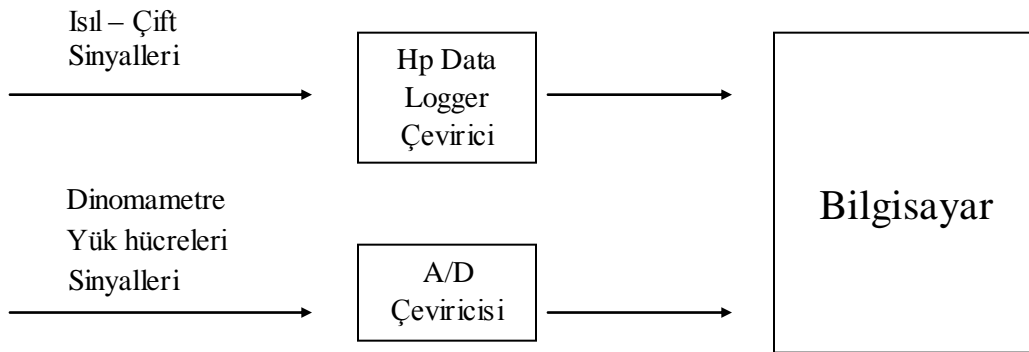 Isıl – Çift
Sinyalleri
Hp Data
Logger
Çevirici
Dinomametre
Yük hücreleri
Sinyalleri
A/D
Çeviricisi
Bilgisayar